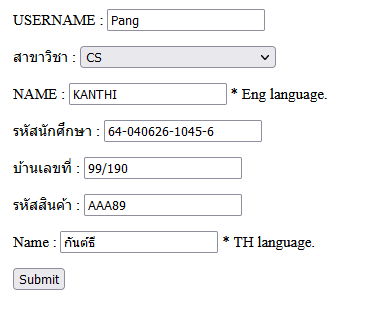 USERNAME : Pang
สาขาวิชา : CS
NAME : KANTHI * Eng language.
รหัสนักศึกษา : 64-040626-1045-6
บ้านเลขที่ : 99/190
รหัสสินค้า : AAA89
Name : กันต์ธี * TH language.
Submit